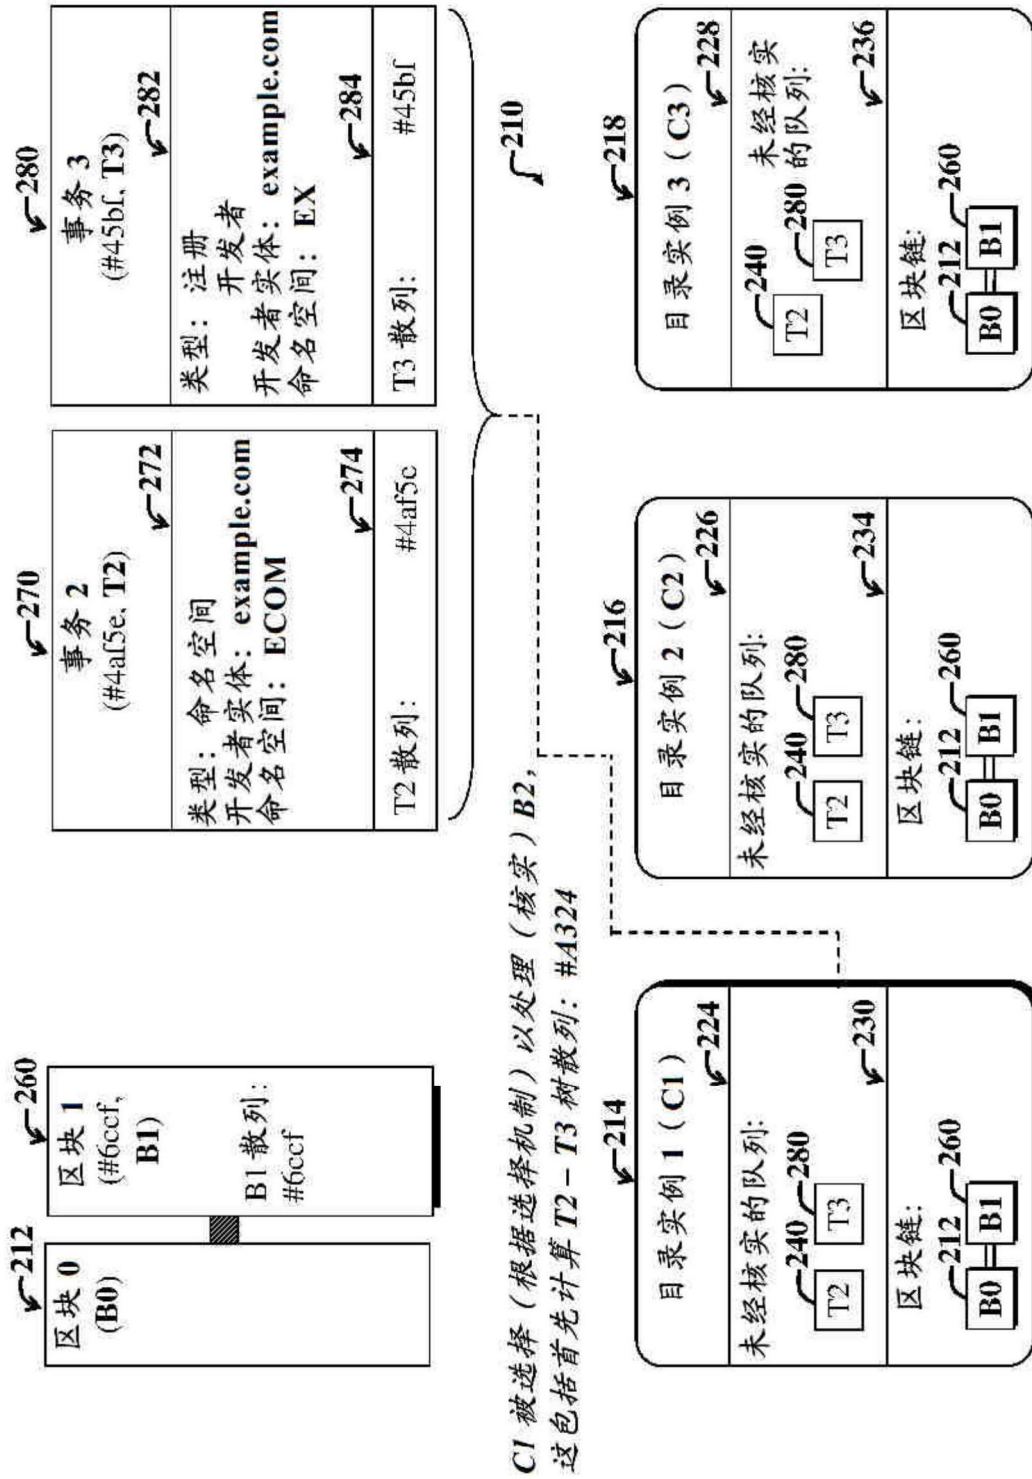 212
区块 0
(B0)
260
区块 1
(#6ccf,
B1)
B1 散列:
#6ccf
270
事务 2
(#4af5e, T2)
272
类型: 命名空间
开发者实体: example.com
命名空间: ECOM
274
T2 散列: #4af5c
280
事务 3
(#45bf, T3)
282
类型: 注册
开发者
开发者实体: example.com
命名空间: EX
284
T3 散列: #45bf
210
C1 被选择（根据选择机制）以处理（核实）B2,
这包括首先计算 T2 – T3 树散列: #A324
214
目录实例 1 (C1)
224
未经核实的队列:
240 280
T2 T3
230
区块链:
212 260
B0 B1
216
目录实例 2 (C2)
226
未经核实的队列:
240 280
T2 T3
234
区块链:
212 260
B0 B1
218
目录实例 3 (C3)
228
240
T2
280
T3
未经核实
的队列:
236
区块链:
212 260
B0 B1